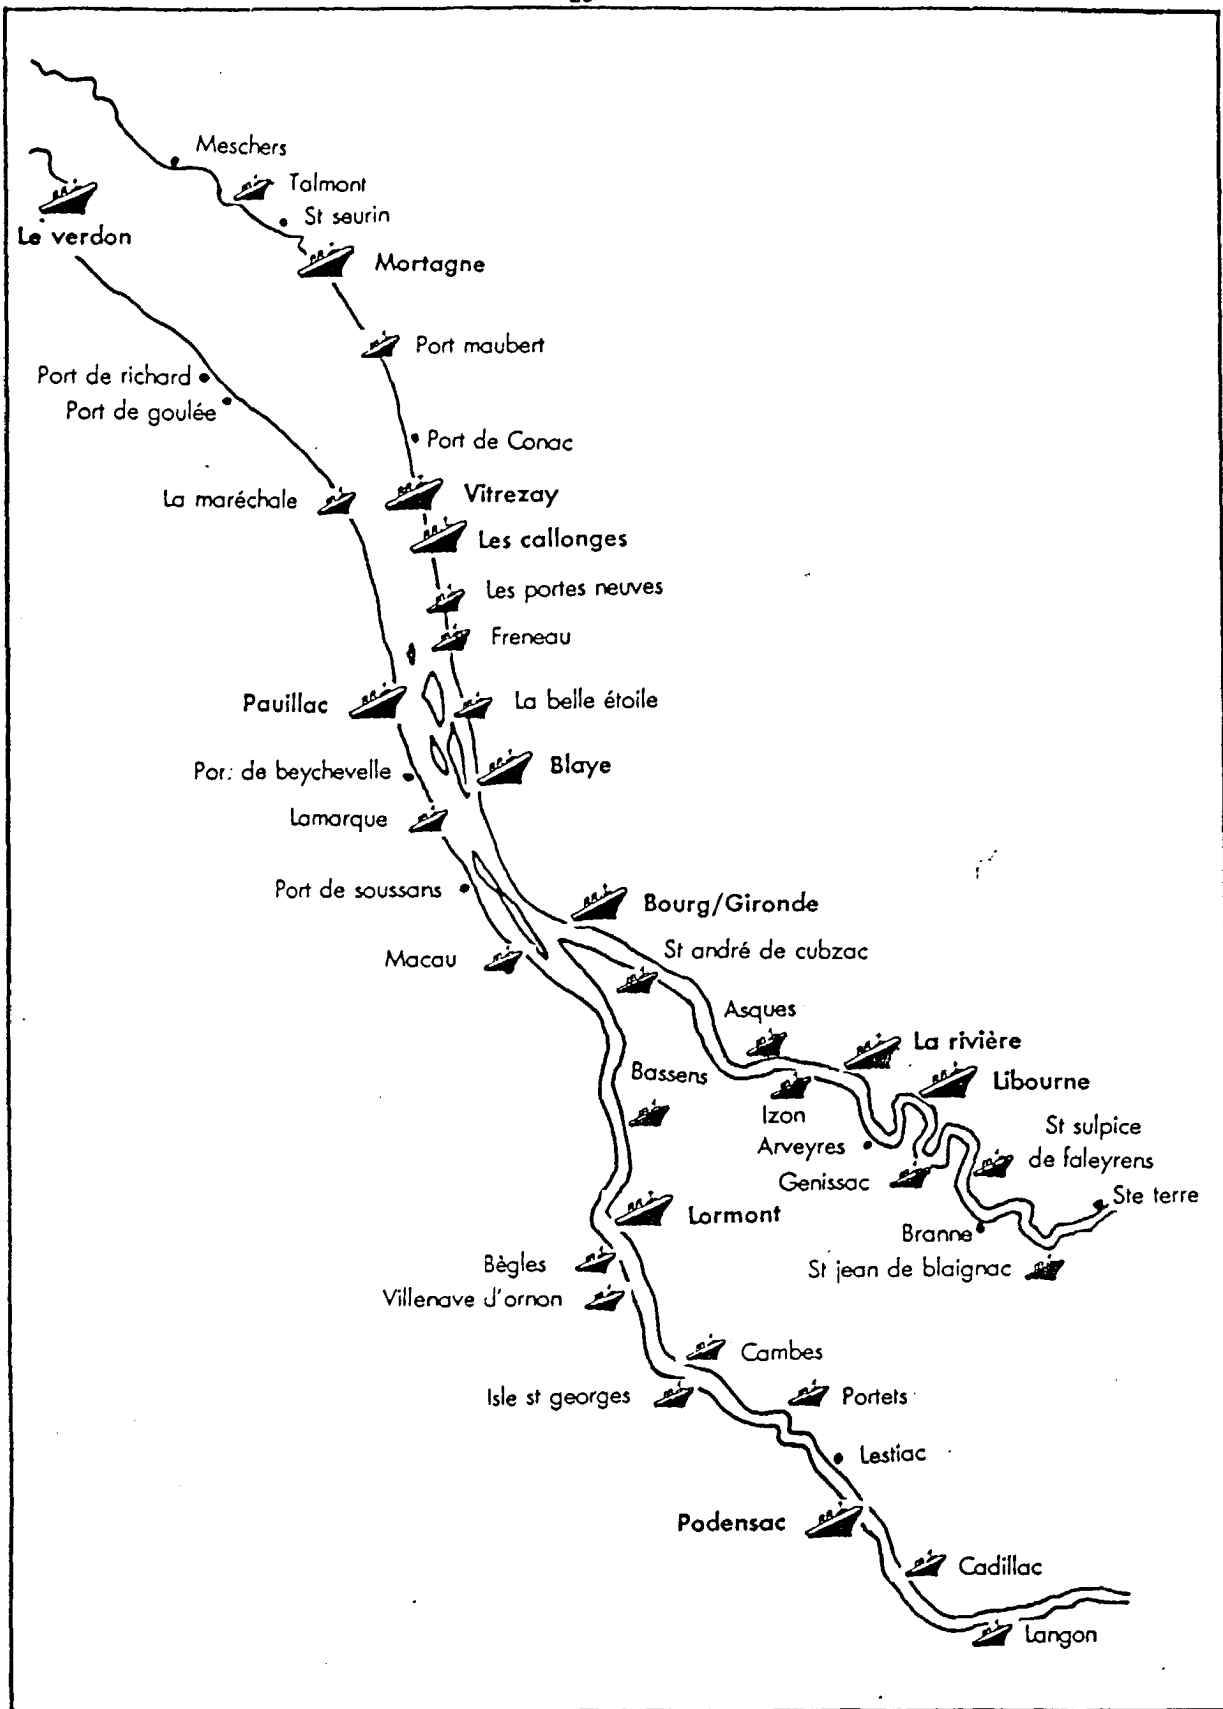 Meschers
Talmont
St seurin
Le verdon
Mortagne
Port maubert
Port de richard
Port de goulée
Port de Conac
La maréchale
Vitrezay
Les callonges
Les portes neuves
Freneau
Pauillac
La belle étoile
Por: de beychevelle
Blaye
Lamarque
Port de soussans
Bourg/Gironde
Macau
St andré de cubzac
Asques
La rivière
Bassens
Libourne
Izon
Arveyres
St sulpice
de faleyrens
Genissac
Ste terre
Lormont
Branne
Bègles
St jean de blaignac
Villenave d'ornon
Cambes
Isle st georges
Portets
Lestiac
Podensac
Cadillac
Langon